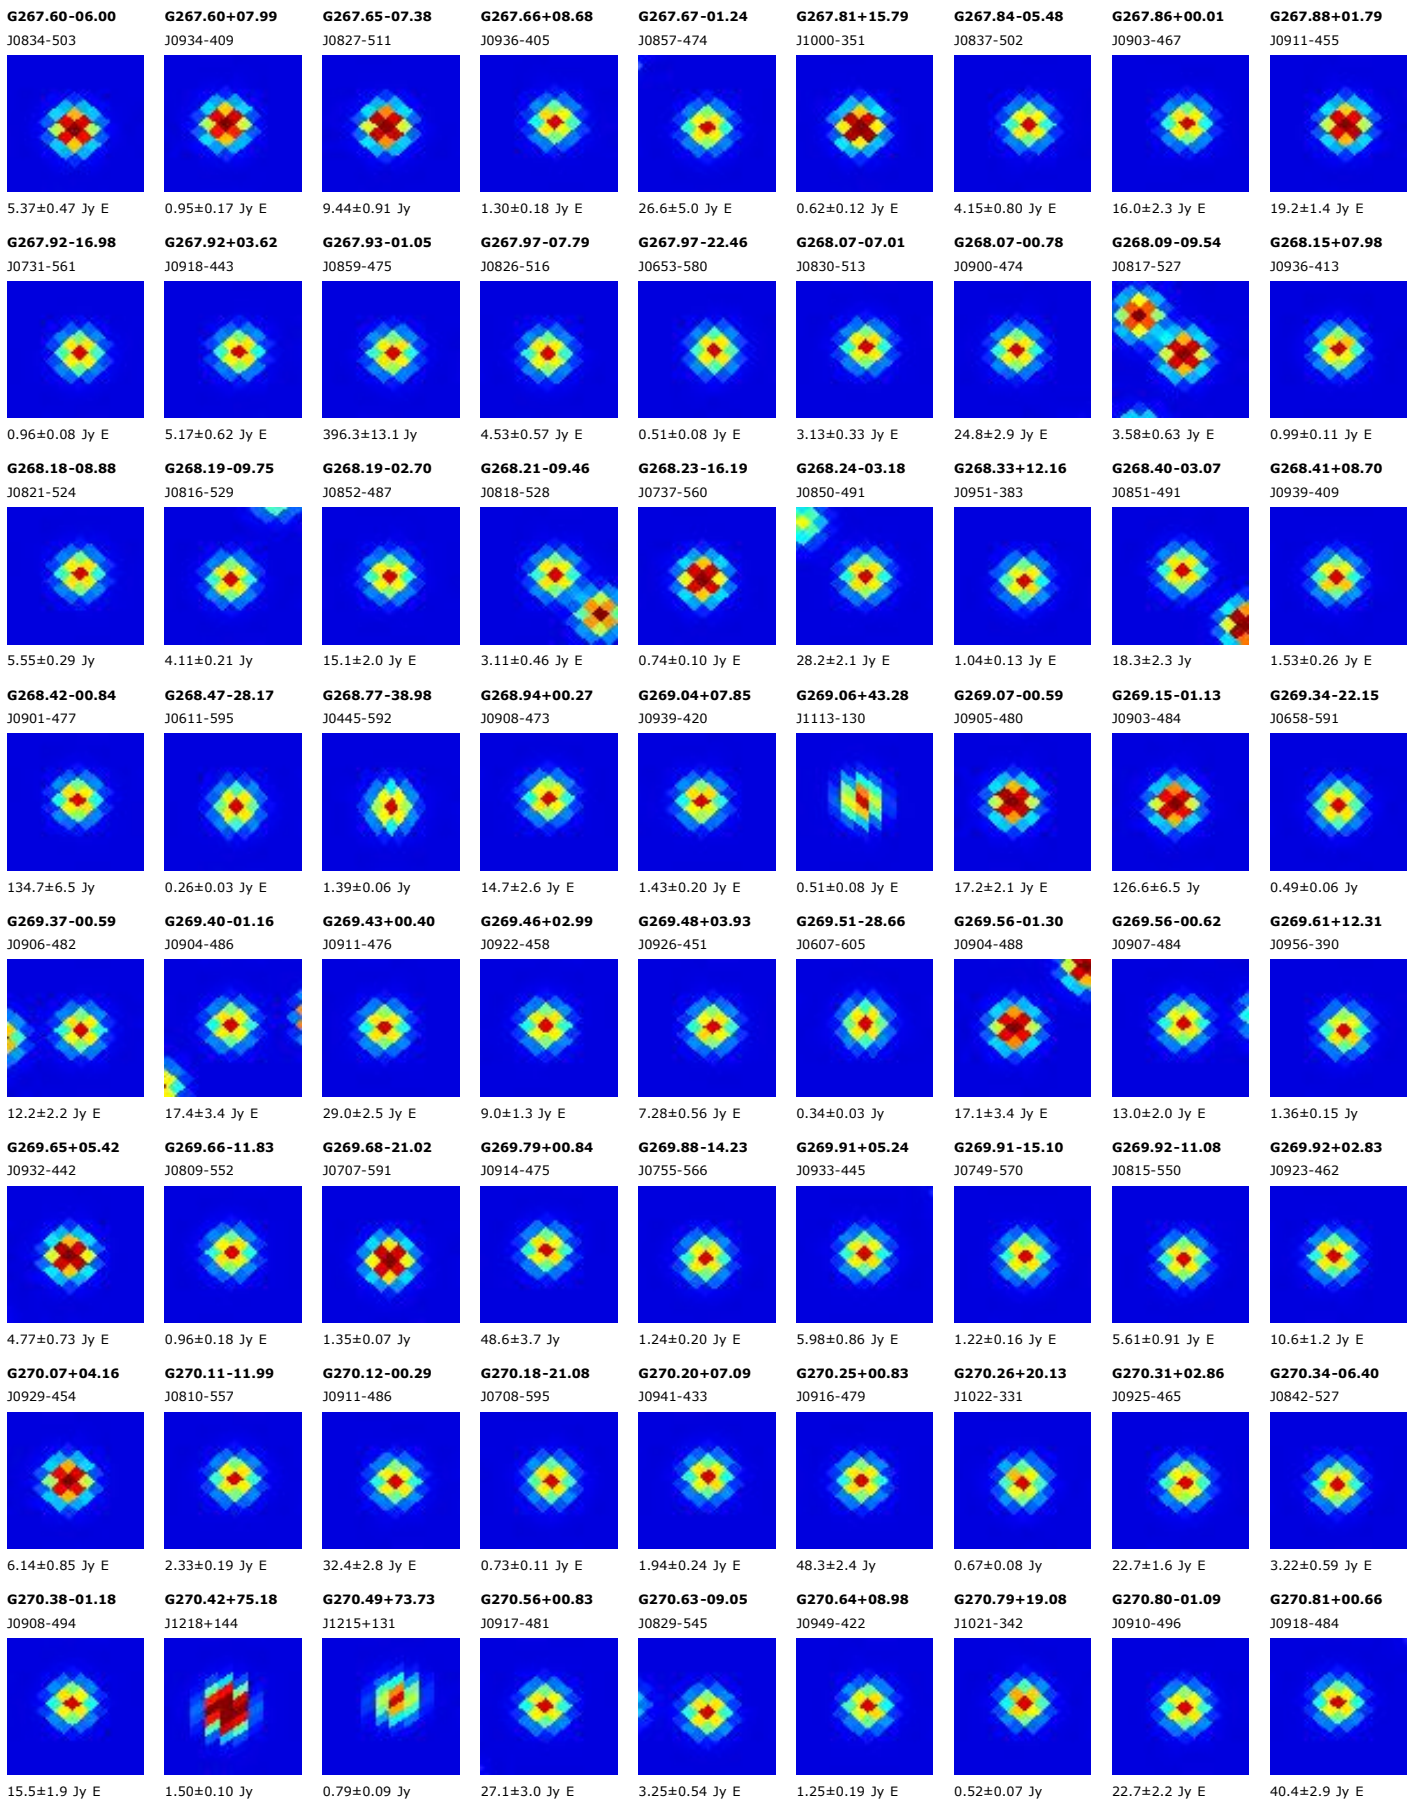 G267.60-06.00 G267.60+07.99 G267.65-07.38 G267.66+08.68 G267.67-01.24 G267.81+15.79 G267.84-05.48 G267.86+00.01 G267.88+01.79
J0834-503 J0934-409 J0827-511 J0936-405 J0857-474 J1000-351 J0837-502 J0903-467 J0911-455
5.37±0.47 Jy E 0.95±0.17 Jy E 9.44±0.91 Jy 1.30±0.18 Jy E 26.6±5.0 Jy E 0.62±0.12 Jy E 4.15±0.80 Jy E 16.0±2.3 Jy E 19.2±1.4 Jy E
G267.92-16.98 G267.92+03.62 G267.93-01.05 G267.97-07.79 G267.97-22.46 G268.07-07.01 G268.07-00.78 G268.09-09.54 G268.15+07.98
J0731-561 J0918-443 J0859-475 J0826-516 J0653-580 J0830-513 J0900-474 J0817-527 J0936-413
0.96±0.08 Jy E 5.17±0.62 Jy E 396.3±13.1 Jy 4.53±0.57 Jy E 0.51±0.08 Jy E 3.13±0.33 Jy E 24.8±2.9 Jy E 3.58±0.63 Jy E 0.99±0.11 Jy E
G268.18-08.88 G268.19-09.75 G268.19-02.70 G268.21-09.46 G268.23-16.19 G268.24-03.18 G268.33+12.16 G268.40-03.07 G268.41+08.70
J0821-524 J0816-529 J0852-487 J0818-528 J0737-560 J0850-491 J0951-383 J0851-491 J0939-409
5.55±0.29 Jy 4.11±0.21 Jy 15.1±2.0 Jy E 3.11±0.46 Jy E 0.74±0.10 Jy E 28.2±2.1 Jy E 1.04±0.13 Jy E 18.3±2.3 Jy 1.53±0.26 Jy E
G268.42-00.84 G268.47-28.17 G268.77-38.98 G268.94+00.27 G269.04+07.85 G269.06+43.28 G269.07-00.59 G269.15-01.13 G269.34-22.15
J0901-477 J0611-595 J0445-592 J0908-473 J0939-420 J1113-130 J0905-480 J0903-484 J0658-591
134.7±6.5 Jy 0.26±0.03 Jy E 1.39±0.06 Jy 14.7±2.6 Jy E 1.43±0.20 Jy E 0.51±0.08 Jy E 17.2±2.1 Jy E 126.6±6.5 Jy 0.49±0.06 Jy
G269.37-00.59 G269.40-01.16 G269.43+00.40 G269.46+02.99 G269.48+03.93 G269.51-28.66 G269.56-01.30 G269.56-00.62 G269.61+12.31
J0906-482 J0904-486 J0911-476 J0922-458 J0926-451 J0607-605 J0904-488 J0907-484 J0956-390
12.2±2.2 Jy E 17.4±3.4 Jy E 29.0±2.5 Jy E 9.0±1.3 Jy E 7.28±0.56 Jy E 0.34±0.03 Jy 17.1±3.4 Jy E 13.0±2.0 Jy E 1.36±0.15 Jy
G269.65+05.42 G269.66-11.83 G269.68-21.02 G269.79+00.84 G269.88-14.23 G269.91+05.24 G269.91-15.10 G269.92-11.08 G269.92+02.83
J0932-442 J0809-552 J0707-591 J0914-475 J0755-566 J0933-445 J0749-570 J0815-550 J0923-462
4.77±0.73 Jy E 0.96±0.18 Jy E 1.35±0.07 Jy 48.6±3.7 Jy 1.24±0.20 Jy E 5.98±0.86 Jy E 1.22±0.16 Jy E 5.61±0.91 Jy E 10.6±1.2 Jy E
G270.07+04.16 G270.11-11.99 G270.12-00.29 G270.18-21.08 G270.20+07.09 G270.25+00.83 G270.26+20.13 G270.31+02.86 G270.34-06.40
J0929-454 J0810-557 J0911-486 J0708-595 J0941-433 J0916-479 J1022-331 J0925-465 J0842-527
6.14±0.85 Jy E 2.33±0.19 Jy E 32.4±2.8 Jy E 0.73±0.11 Jy E 1.94±0.24 Jy E 48.3±2.4 Jy 0.67±0.08 Jy 22.7±1.6 Jy E 3.22±0.59 Jy E
G270.38-01.18 G270.42+75.18 G270.49+73.73 G270.56+00.83 G270.63-09.05 G270.64+08.98 G270.79+19.08 G270.80-01.09 G270.81+00.66
J0908-494 J1218+144 J1215+131 J0917-481 J0829-545 J0949-422 J1021-342 J0910-496 J0918-484
15.5±1.9 Jy E 1.50±0.10 Jy 0.79±0.09 Jy 27.1±3.0 Jy E 3.25±0.54 Jy E 1.25±0.19 Jy E 0.52±0.07 Jy 22.7±2.2 Jy E 40.4±2.9 Jy E